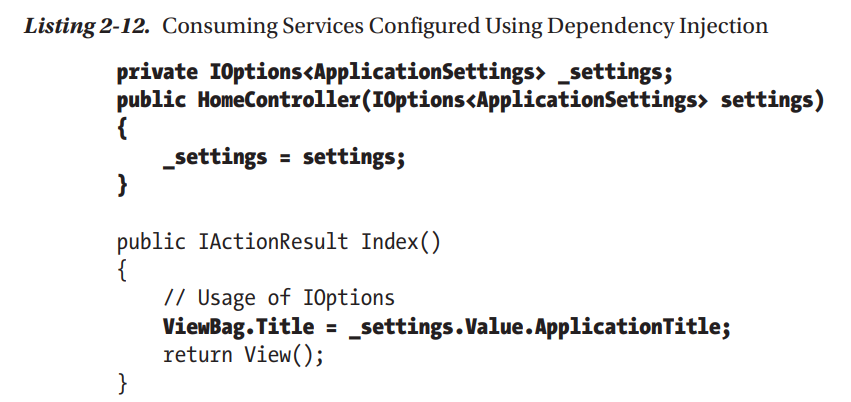 Listing 2-12. Consuming Services Configured Using Dependency Injection
private IOptions<ApplicationSettings> _settings;
public HomeController(IOptions<ApplicationSettings> settings)
{
    _settings = settings;
}
public IActionResult Index()
{
    // Usage of IOptions
    ViewBag.Title = _settings.Value.ApplicationTitle;
    return View();
}